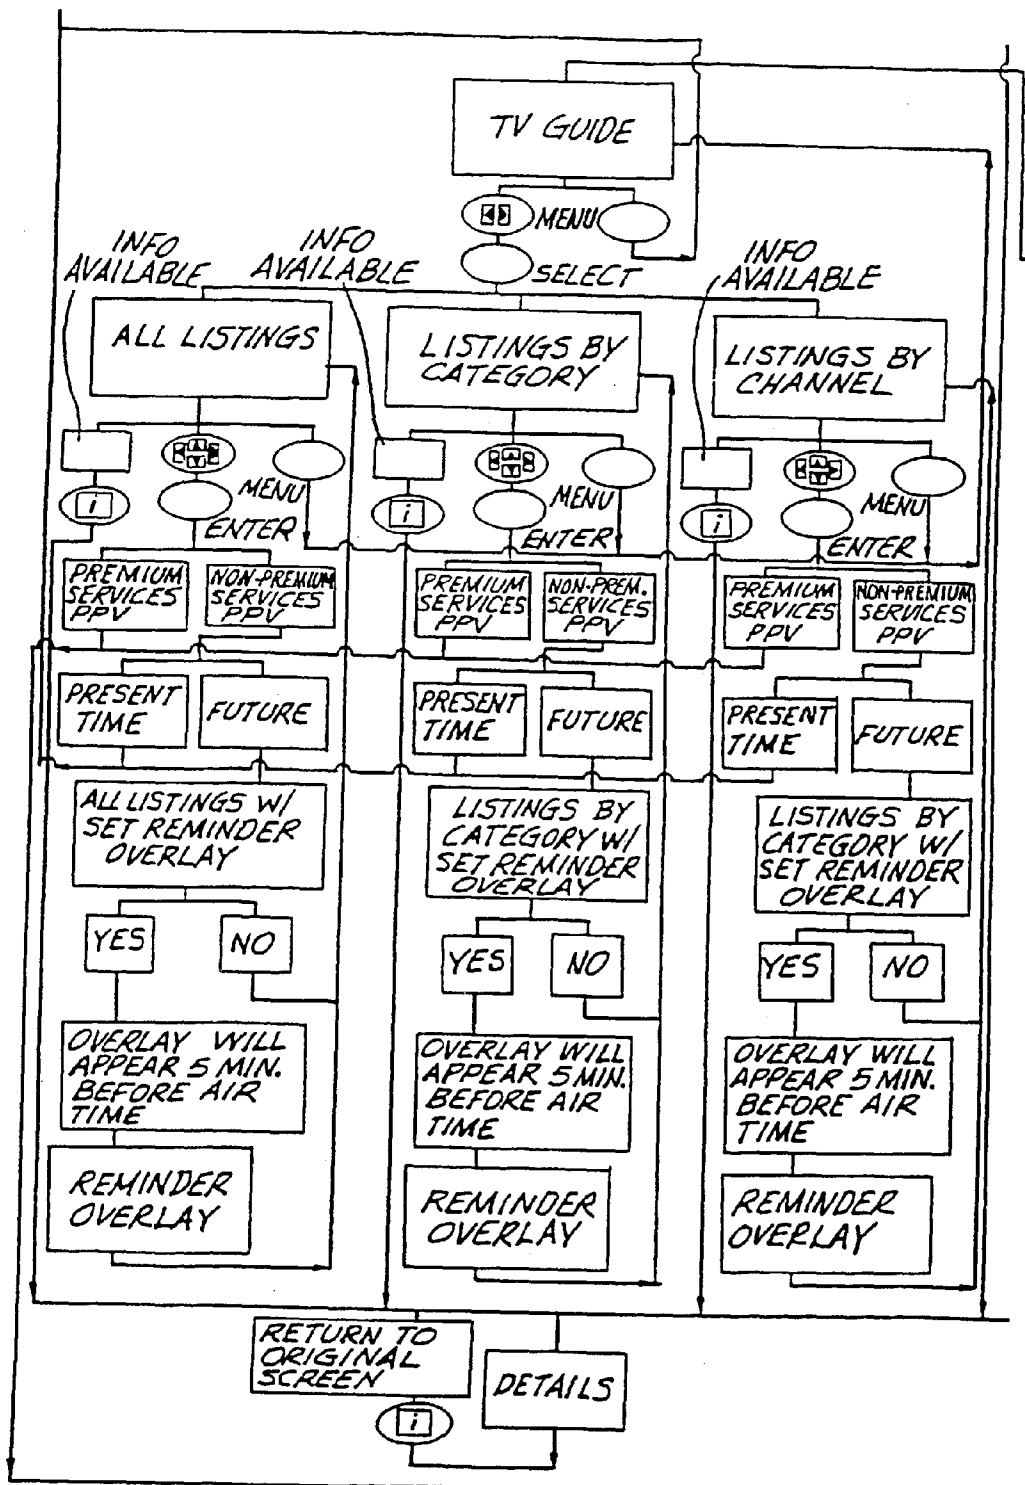 TV GUIDE
MENU
SELECT
INFO
AVAILABLE
INFO
AVAILABLE
INFO
AVAILABLE
ALL LISTINGS
LISTINGS BY
CATEGORY
LISTINGS BY
CHANNEL
i
MENU
ENTER
i
MENU
ENTER
i
MENU
ENTER
PREMIUM
SERVICES
PPV
NON-PREMIUM
SERVICES
PPV
PREMIUM
SERVICES
PPV
NON-PREM.
SERVICES
PPV
PREMIUM
SERVICES
PPV
NON-PREMIUM
SERVICES
PPV
PRESENT
TIME
FUTURE
PRESENT
TIME
FUTURE
PRESENT
TIME
FUTURE
ALL LISTINGS W/
SET REMINDER
OVERLAY
LISTINGS BY
CATEGORY W/
SET REMINDER
OVERLAY
LISTINGS BY
CATEGORY W/
SET REMINDER
OVERLAY
YES
NO
YES
NO
YES
NO
OVERLAY WILL
APPEAR 5 MIN.
BEFORE AIR
TIME
OVERLAY WILL
APPEAR 5 MIN.
BEFORE AIR
TIME
OVERLAY WILL
APPEAR 5 MIN.
BEFORE AIR
TIME
REMINDER
OVERLAY
REMINDER
OVERLAY
REMINDER
OVERLAY
RETURN TO
ORIGINAL
SCREEN
DETAILS
i